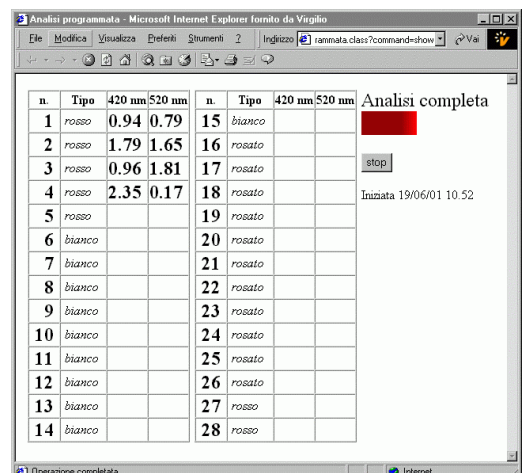 Analisi programmata - Microsoft Internet Explorer fornito da Virgilio
File Modifica Visualizza Preferiti Strumenti ? Indirizzo rammata.class?command=show Vai
n. Tipo 420 nm 520 nm n. Tipo 420 nm 520 nm Analisi completa
1 rosso 0.94 0.79 15 bianco
2 rosso 1.79 1.65 16 rosato
3 rosso 0.96 1.81 17 rosato
stop
4 rosso 2.35 0.17 18 rosato
Iniziata 19/06/01 10.52
5 rosso 19 rosato
6 bianco 20 rosato
7 bianco 21 rosato
8 bianco 22 rosato
9 bianco 23 rosato
10 bianco 24 rosato
11 bianco 25 rosato
12 bianco 26 rosato
13 bianco 27 rosso
14 bianco 28 rosso
Operazione completata Internet